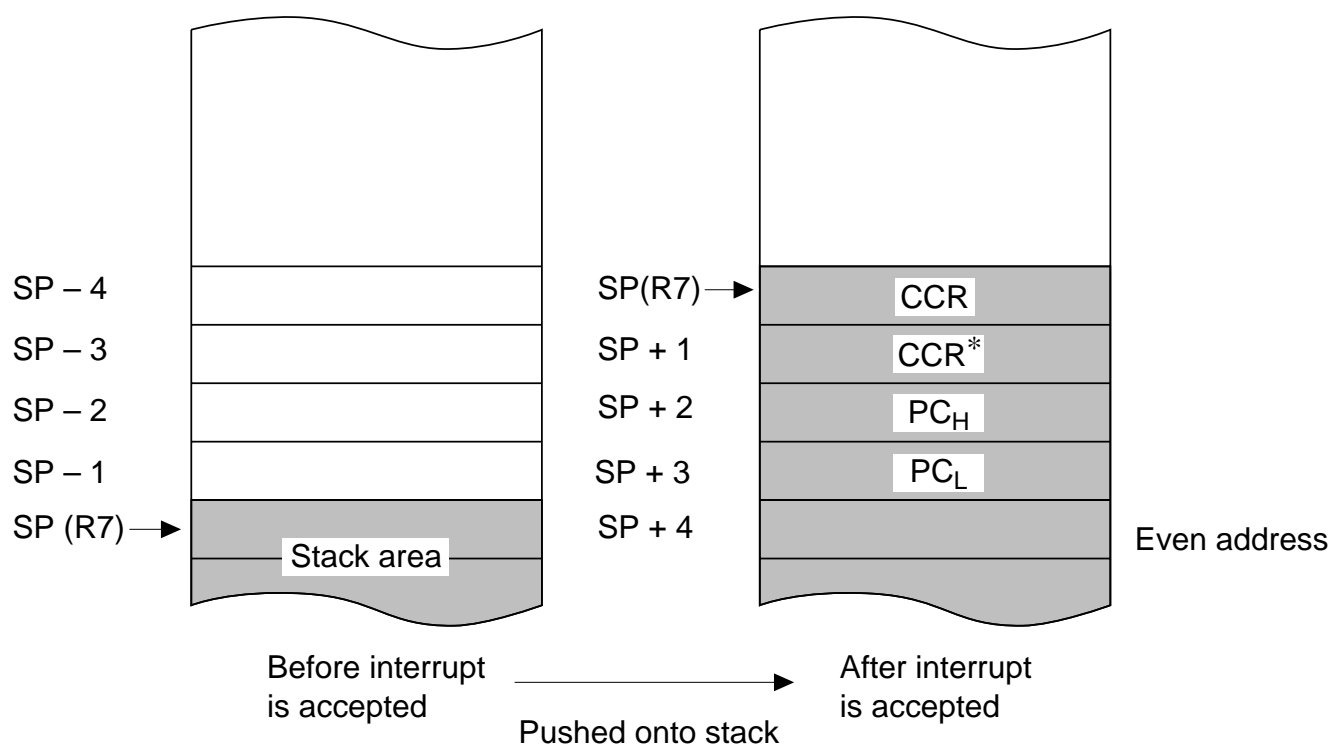 SP – 4
SP – 3
SP – 2
SP – 1
SP (R7)
Stack area
SP(R7)
SP + 1
SP + 2
SP + 3
SP + 4
CCR
CCR*
PCH
PCL
Even address
Before interrupt
is accepted
Pushed onto stack
After interrupt
is accepted